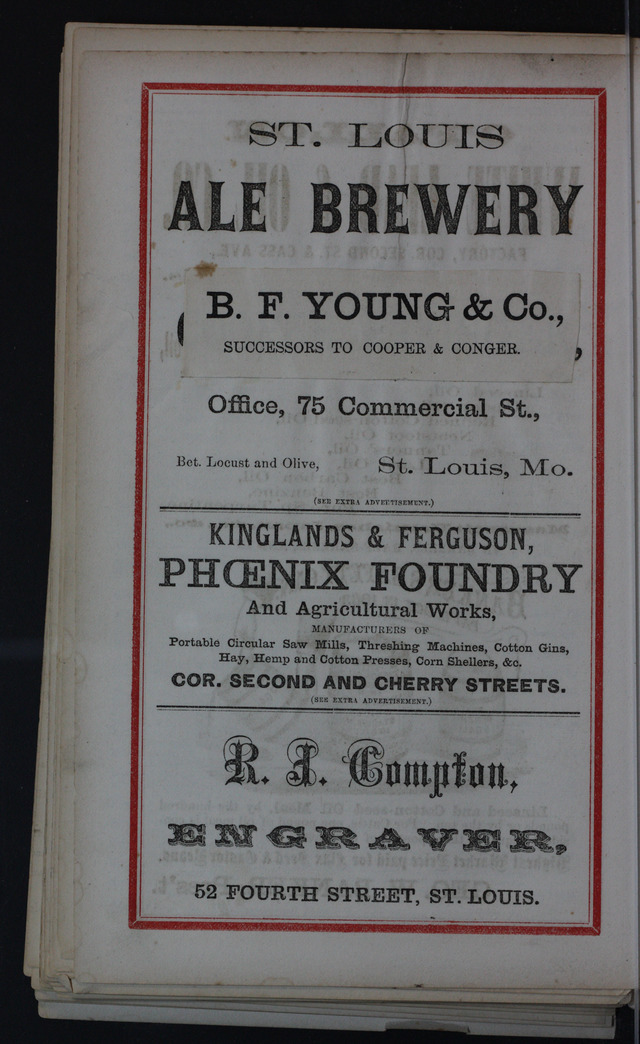 ST. LOUIS
ALE BREWERY
B. F. YOUNG & Co.,
SUCCESSORS TO COOPER & CONGER.
Office, 75 Commercial St.,
Bet. Locust and Olive, St. Louis, Mo.
(SEE EXTRA ADVERTISEMENT.)
KINGLANDS & FERGUSON,
PHŒNIX FOUNDRY
And Agricultural Works,
MANUFACTURERS OF
Portable Circular Saw Mills, Threshing Machines, Cotton Gins,
Hay, Hemp and Cotton Presses, Corn Shellers, &c.
COR. SECOND AND CHERRY STREETS.
(SEE EXTRA ADVERTISEMENT.)
R. J. Compton,
ENGRAVER,
52 FOURTH STREET, ST. LOUIS.